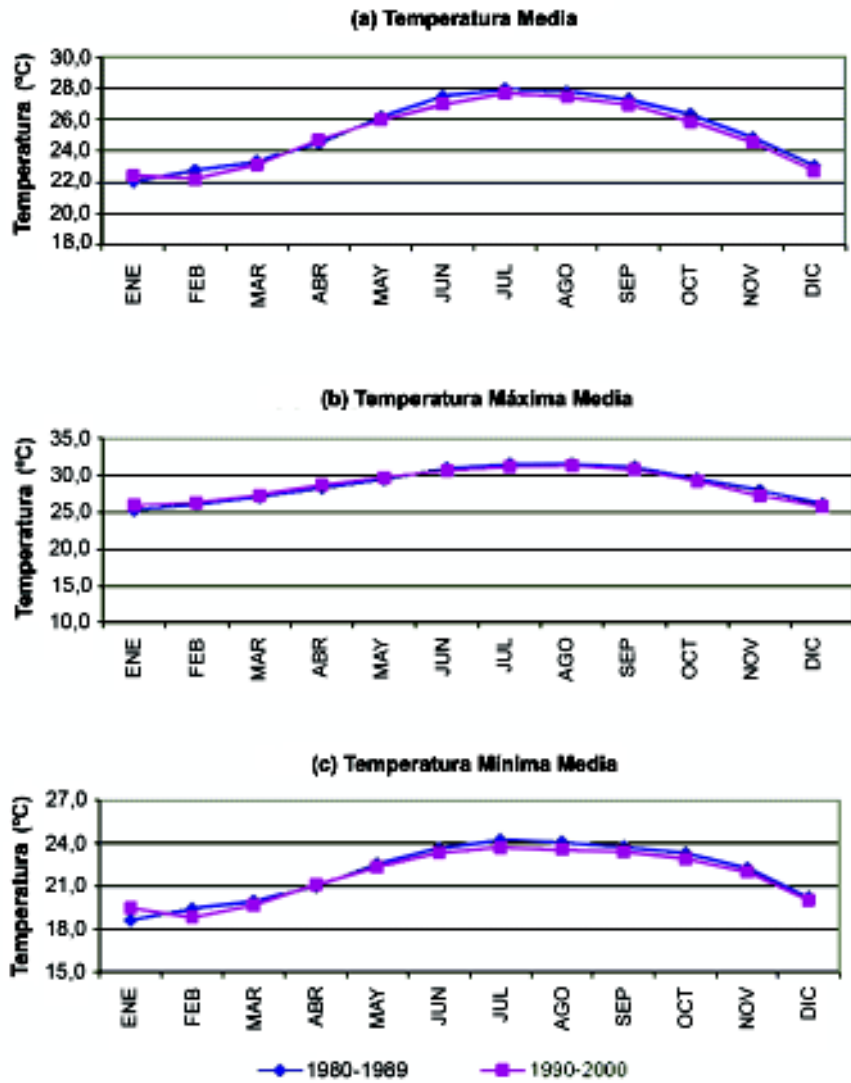 (a) Temperatura Media
Temperatura (ºC)
30,0
28,0
26,0
24,0
22,0
20,0
18,0
ENE
FEB
MAR
ABR
MAY
JUN
JUL
AGO
SEP
OCT
NOV
DIC
(b) Temperatura Máxima Media
Temperatura (ºC)
35,0
30,0
25,0
20,0
15,0
10,0
ENE
FEB
MAR
ABR
MAY
JUN
JUL
AGO
SEP
OCT
NOV
DIC
(c) Temperatura Mínima Media
Temperatura (ºC)
27,0
24,0
21,0
18,0
15,0
ENE
FEB
MAR
ABR
MAY
JUN
JUL
AGO
SEP
OCT
NOV
DIC
1980-1989
1990-2000